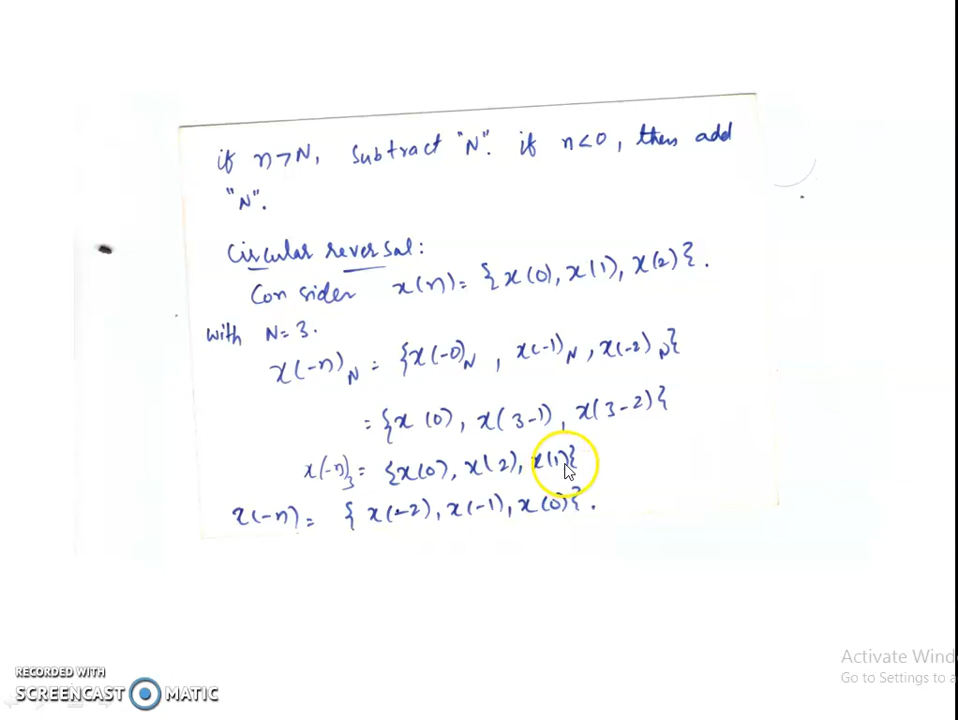 if n>N, Subtract "N". if n<0, then add
"N".
Circular reversal:
Consider x(n)= {x(0), x(1), x(2)}.
with N=3.
x(-n)N = {x(-0)N, x(-1)N, x(-2)N}
= {x(0), x(3-1), x(3-2)}
x(-n)3 = {x(0), x(2), x(1)}
x(-n)= {x(-2), x(-1), x(0)}.
Activate Wind
Go to Settings to a
RECORDED WITH
SCREENCAST MATIC